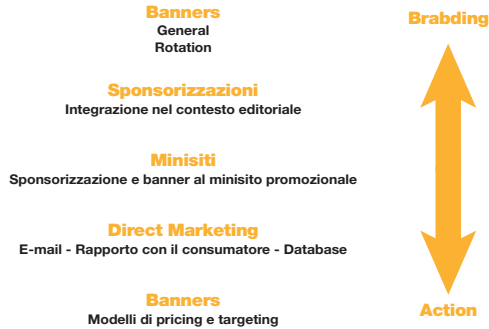 Banners
General
Rotation
Brabding
Sponsorizzazioni
Integrazione nel contesto editoriale
Minisiti
Sponsorizzazione e banner al minisito promozionale
Direct Marketing
E-mail - Rapporto con il consumatore - Database
Banners
Modelli di pricing e targeting
Action